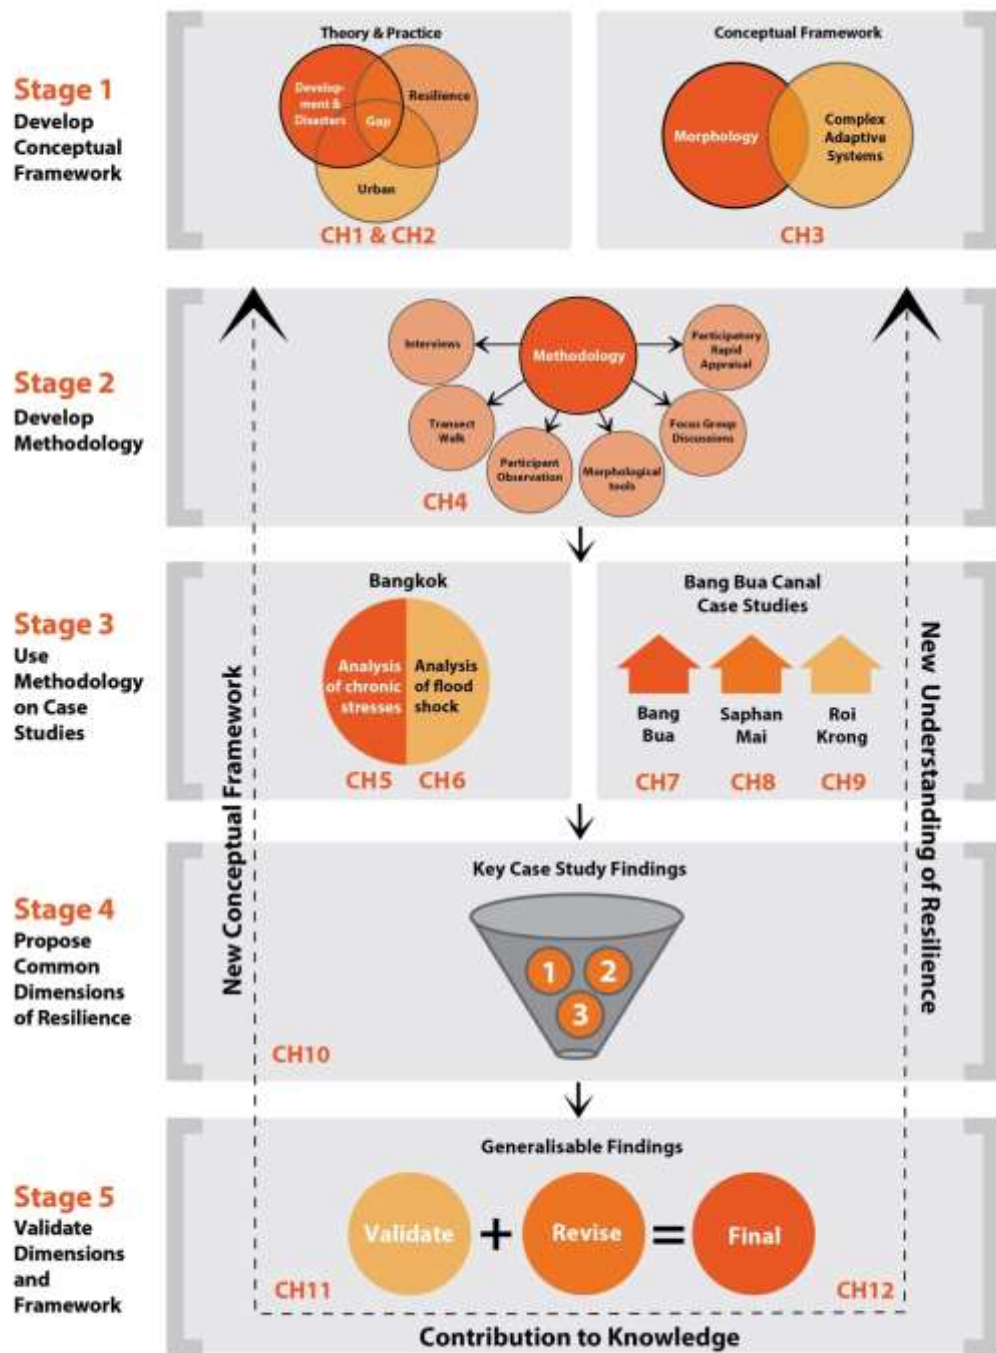 Stage 1
Develop
Conceptual
Framework
Theory & Practice
Develop-
ment &
Disasters
Gap
Resilience
Urban
CH1 & CH2
Conceptual Framework
Morphology
Complex
Adaptive
Systems
CH3
Stage 2
Develop
Methodology
Interviews
Methodology
Participatory
Rapid
Appraisal
Transect
Walk
Participant
Observation
Morphological
tools
Focus Group
Discussions
CH4
Stage 3
Use
Methodology
on Case
Studies
Bangkok
Analysis
of chronic
stresses
Analysis
of flood
shock
CH5
CH6
Bang Bua Canal
Case Studies
Bang
Bua
Saphan
Mai
Roi
Krong
CH7
CH8
CH9
New Conceptual Framework
New Understanding of Resilience
Stage 4
Propose
Common
Dimensions
of Resilience
Key Case Study Findings
1
2
3
CH10
Stage 5
Validate
Dimensions
and
Framework
Generalisable Findings
Validate + Revise = Final
CH11
CH12
Contribution to Knowledge